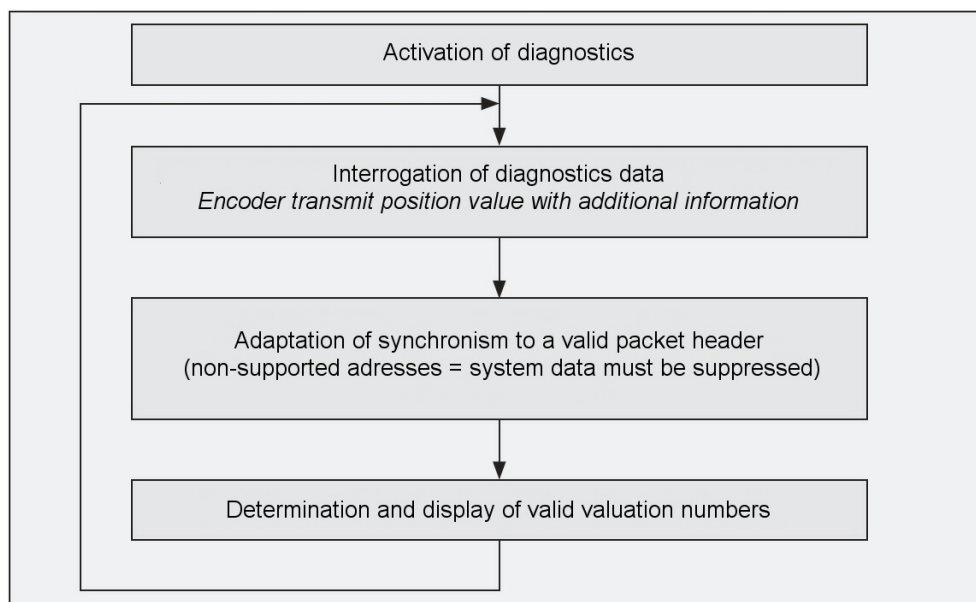 Activation of diagnostics
Interrogation of diagnostics data
Encoder transmit position value with additional information
Adaptation of synchronism to a valid packet header
(non-supported adresses = system data must be suppressed)
Determination and display of valid valuation numbers